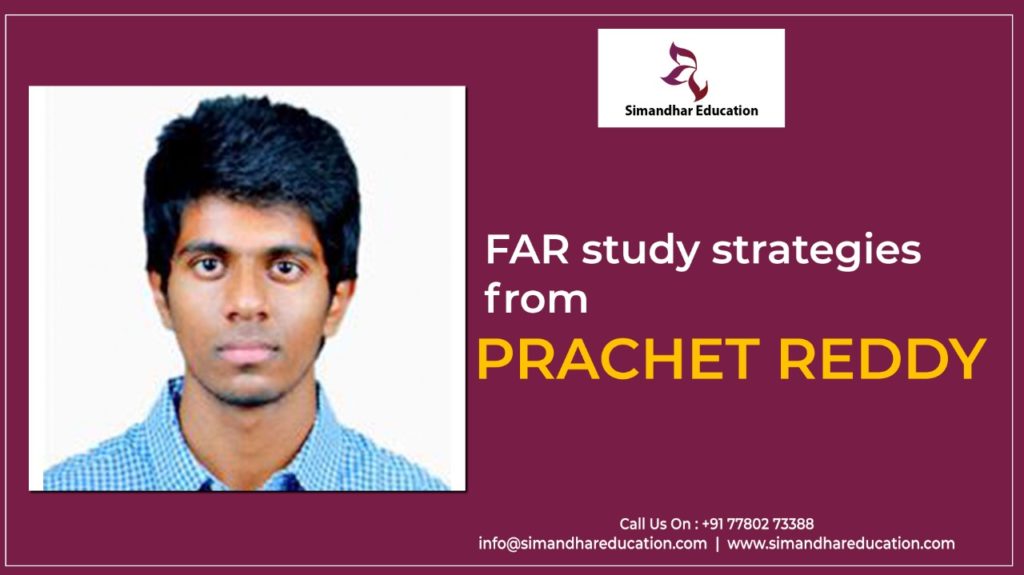 Simandhar Education
FAR study strategies
from
PRACHET REDDY
Call Us On : +91 77802 73388
info@simandhareducation.com | www.simandhareducation.com